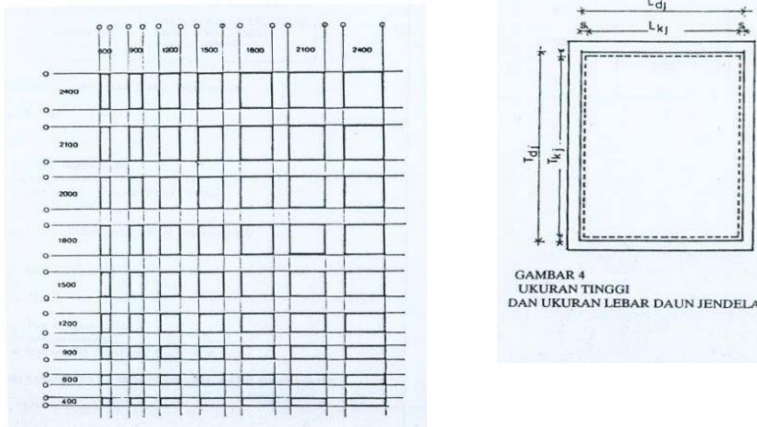 600 900 1200 1500 1800 2100 2400
2400
2100
2000
1800
1500
1200
900
600
400
Ldj
s Lkj s
Tdj
Tkj
GAMBAR 4
UKURAN TINGGI
DAN UKURAN LEBAR DAUN JENDELA